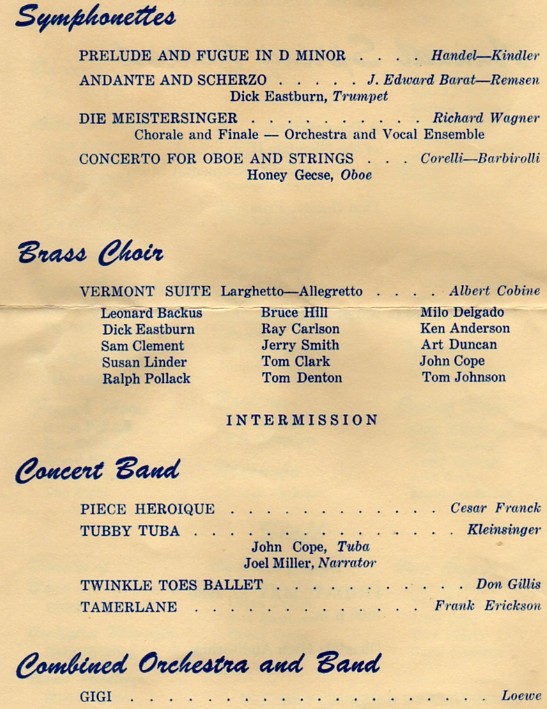 Symphonettes
PRELUDE AND FUGUE IN D MINOR . . . . Handel—Kindler
ANDANTE AND SCHERZO . . . . . J. Edward Barat—Remsen
Dick Eastburn, Trumpet
DIE MEISTERSINGER . . . . . . . . . . Richard Wagner
Chorale and Finale — Orchestra and Vocal Ensemble
CONCERTO FOR OBOE AND STRINGS . . . Corelli—Barbirolli
Honey Gecse, Oboe
Brass Choir
VERMONT SUITE Larghetto—Allegretto . . . . Albert Cobine
Leonard Backus Bruce Hill Milo Delgado
Dick Eastburn Ray Carlson Ken Anderson
Sam Clement Jerry Smith Art Duncan
Susan Linder Tom Clark John Cope
Ralph Pollack Tom Denton Tom Johnson
INTERMISSION
Concert Band
PIECE HEROIQUE . . . . . . . . . . . . Cesar Franck
TUBBY TUBA . . . . . . . . . . . . . . . Kleinsinger
John Cope, Tuba
Joel Miller, Narrator
TWINKLE TOES BALLET . . . . . . . . . . . Don Gillis
TAMERLANE . . . . . . . . . . . . . Frank Erickson
Combined Orchestra and Band
GIGI . . . . . . . . . . . . . . . . . . . . Loewe